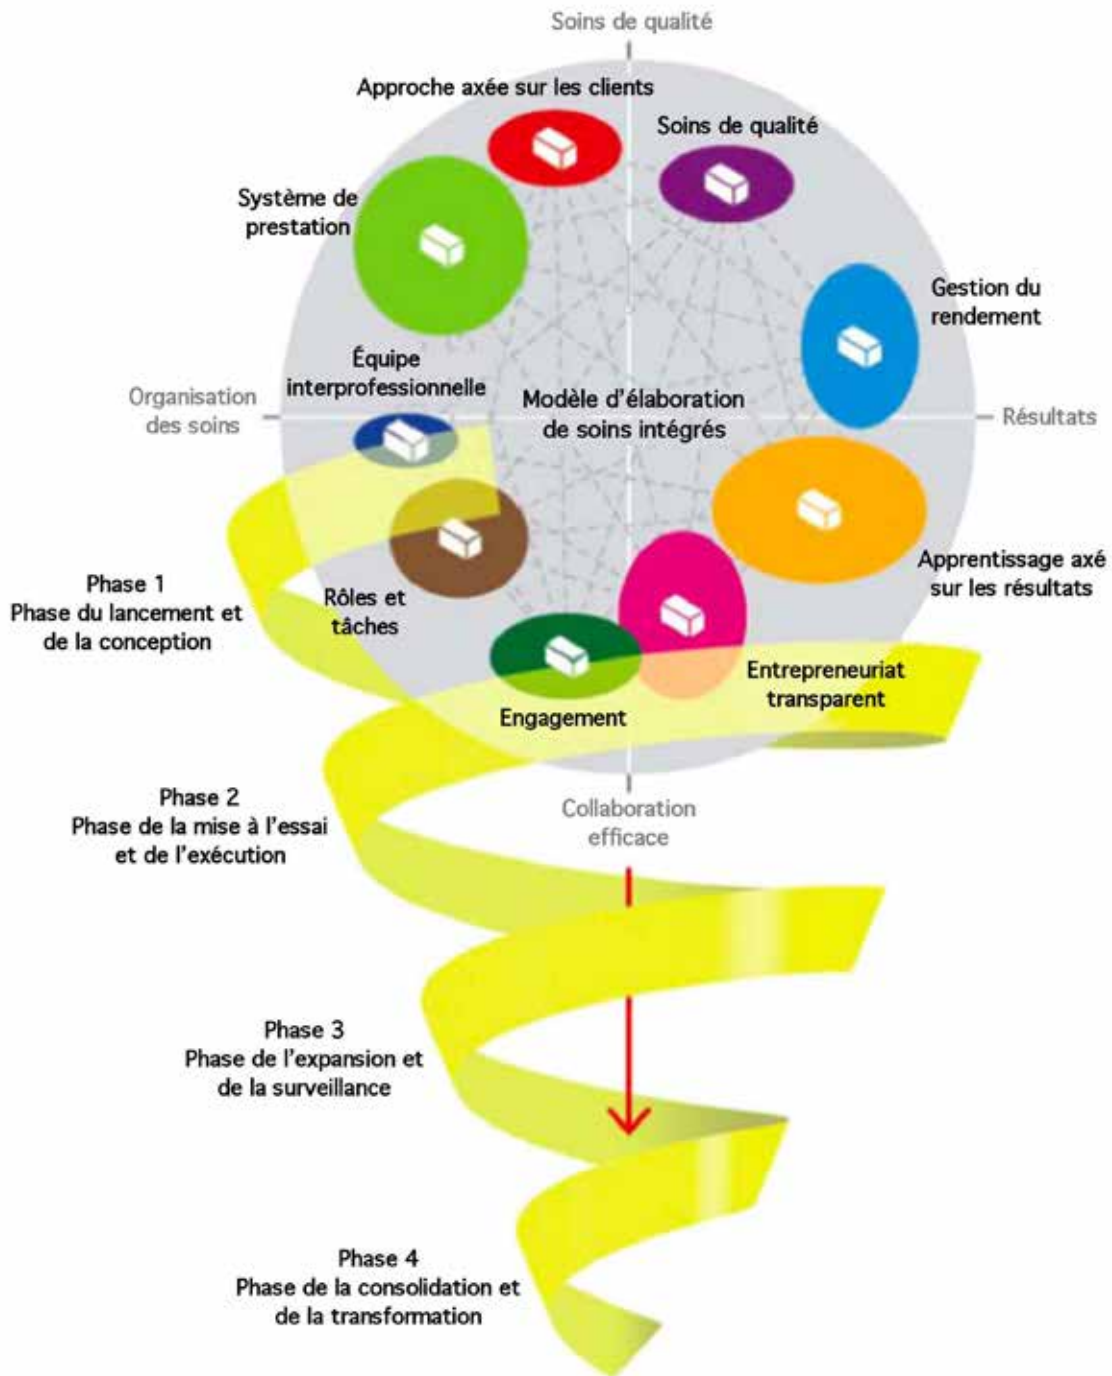 Soins de qualité
Approche axée sur les clients
Soins de qualité
Système de
prestation
Gestion du
rendement
Équipe
interprofessionnelle
Organisation
des soins
Modèle d'élaboration
de soins intégrés
Résultats
Apprentissage axé
sur les résultats
Phase 1
Phase du lancement et
de la conception
Rôles et
tâches
Entrepreneuriat
transparent
Engagement
Phase 2
Phase de la mise à l'essai
et de l'exécution
Collaboration
efficace
Phase 3
Phase de l'expansion et
de la surveillance
Phase 4
Phase de la consolidation et
de la transformation